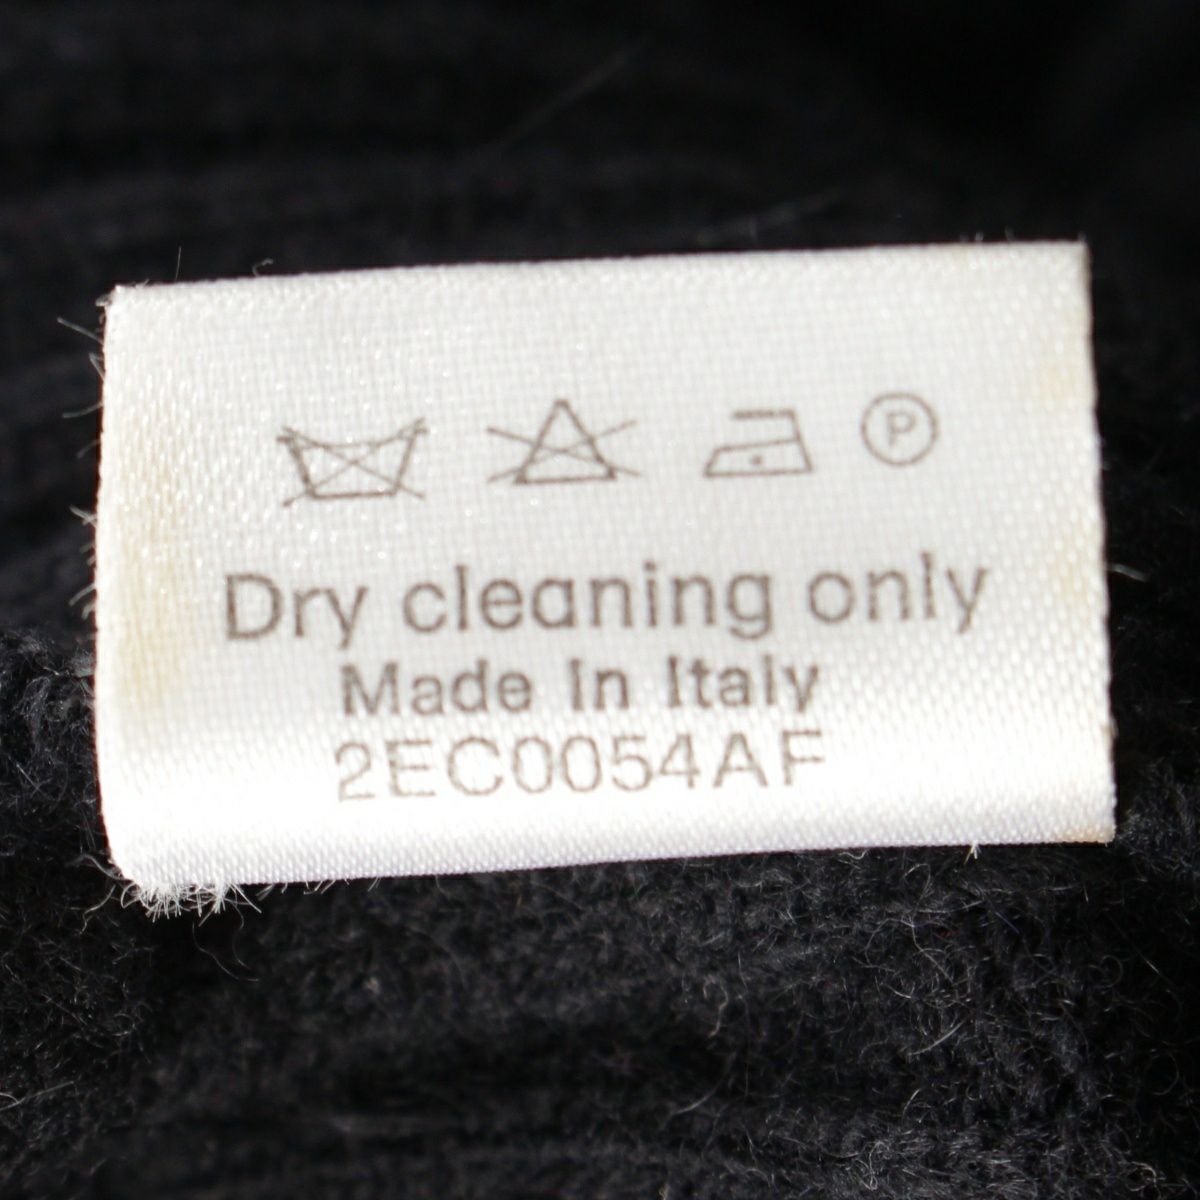 P
Dry cleaning only
Made in Italy
2EC0054AF